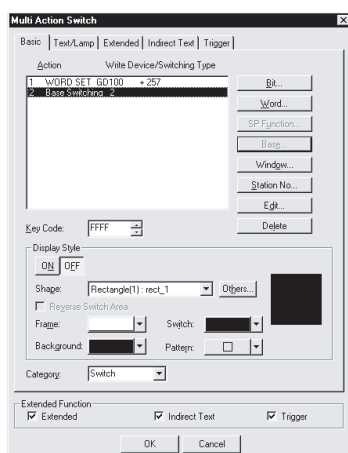 Multi Action Switch
Basic Text/Lamp Extended Indirect Text Trigger
Action Write Device/Switching Type
1 WORD SET GD100 + 257
2 Base Switching 2
Bit...
Word...
SP Function...
Base...
Window...
Station No...
Edit...
Delete
Key Code: FFFF
Display Style
ON OFF
Shape: Rectangle(1) : rect_1 Others...
Reverse Switch Area
Frame: Switch:
Background: Pattern:
Category: Switch
Extended Function
Extended Indirect Text Trigger
OK Cancel